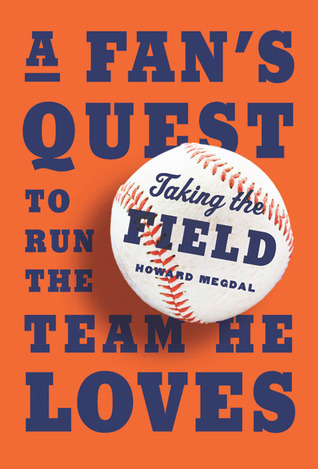 A FAN'S
QUEST
TO
RUN
THE
TEAM HE
LOVES
Taking the
FIELD
HOWARD MEGDAL